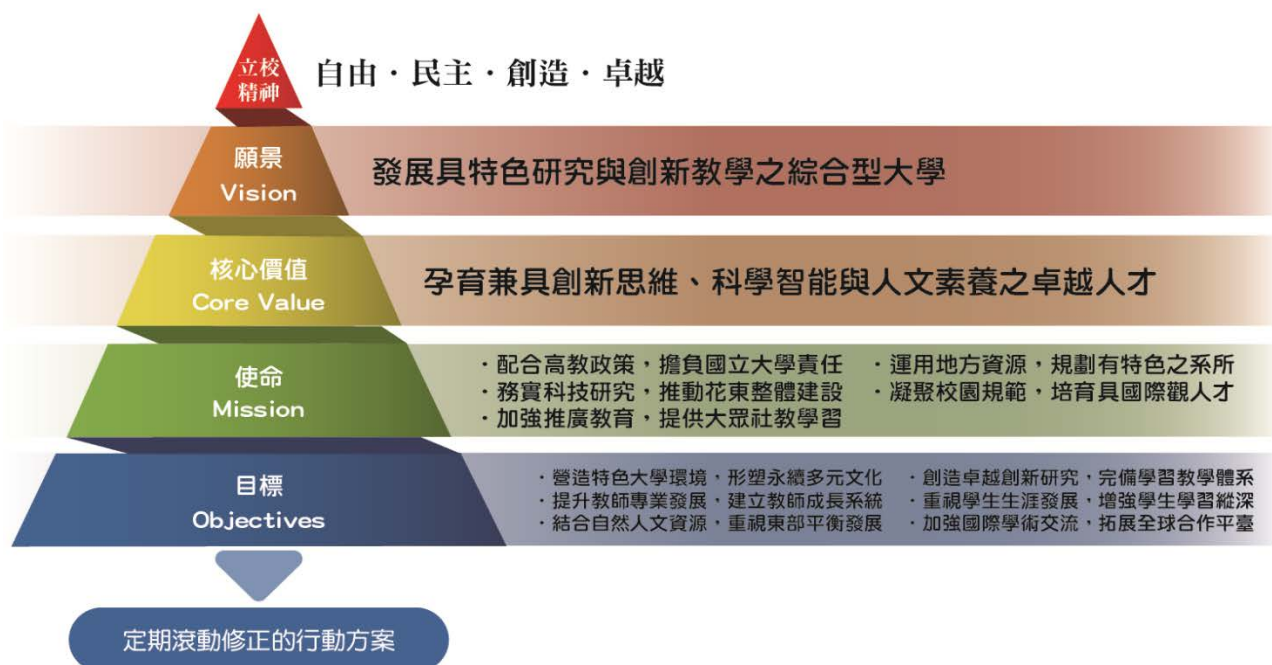 立校
精神
自由．民主．創造．卓越
願景
Vision
發展具特色研究與創新教學之綜合型大學
核心價值
Core Value
孕育兼具創新思維、科學智能與人文素養之卓越人才
使命
Mission
．配合高教政策，擔負國立大學責任
．務實科技研究，推動花東整體建設
．加強推廣教育，提供大眾社教學習
．運用地方資源，規劃有特色之系所
．凝聚校園規範，培育具國際觀人才
目標
Objectives
．營造特色大學環境，形塑永續多元文化
．提升教師專業發展，建立教師成長系統
．結合自然人文資源，重視東部平衡發展
．創造卓越創新研究，完備學習教學體系
．重視學生生涯發展，增強學生學習縱深
．加強國際學術交流，拓展全球合作平臺
定期滾動修正的行動方案